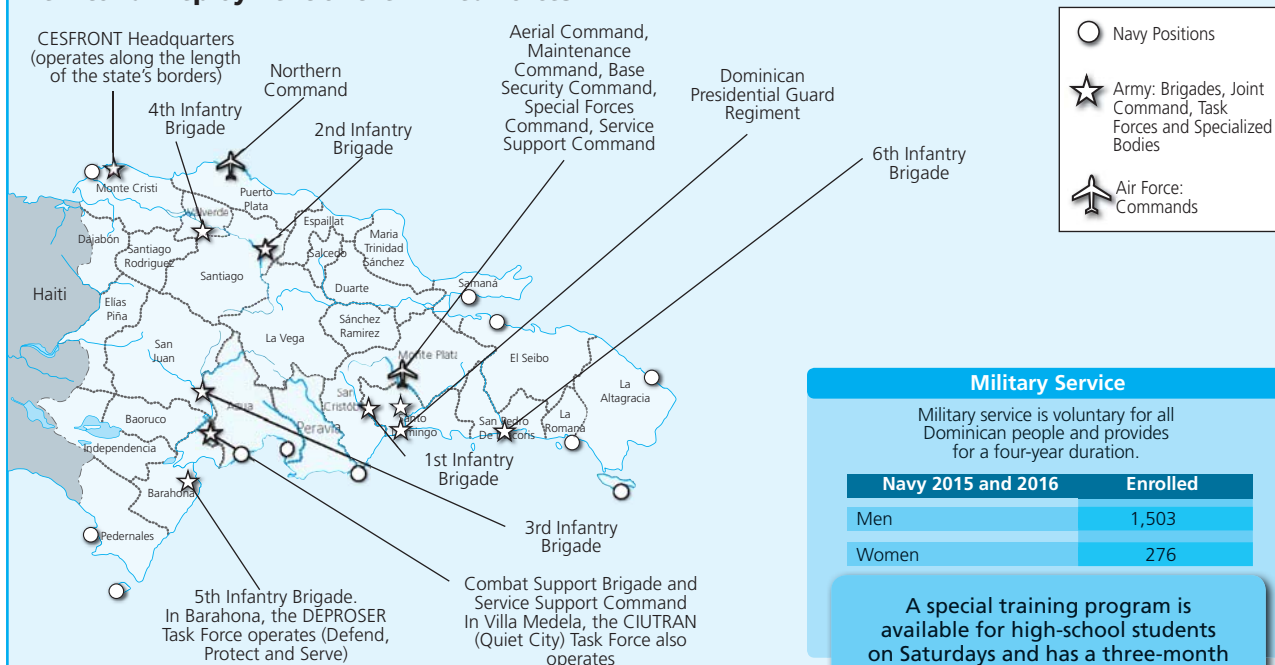 CESFRONT Headquarters
(operates along the length
of the state's borders)
Northern
Command
4th Infantry
Brigade
2nd Infantry
Brigade
Aerial Command,
Maintenance
Command, Base
Security Command,
Special Forces
Command, Service
Support Command
Dominican
Presidential Guard
Regiment
6th Infantry
Brigade
Navy Positions
Army: Brigades, Joint
Command, Task
Forces and Specialized
Bodies
Air Force:
Commands
Monte Cristi
Puerto
Plata
Valverde
Espaillat
Maria
Trinidad
Sánchez
Dajabón
Santiago
Rodriguez
Salcedo
Santiago
Duarte
Samaná
Haiti
Elías
Piña
Sánchez
Ramirez
La Vega
San
Juan
Monte Plata
El Seibo
La
Altagracia
San
Cristób
Azua
Peravia
Baoruco
San Pedro
De
La
Romana
Independencia
Barahona
Pedernales
1st Infantry
Brigade
3rd Infantry
Brigade
5th Infantry Brigade.
In Barahona, the DEPROSER
Task Force operates (Defend,
Protect and Serve)
Combat Support Brigade and
Service Support Command
In Villa Medela, the CIUTRAN
(Quiet City) Task Force also
operates
Military Service
Military service is voluntary for all
Dominican people and provides
for a four-year duration.
Navy 2015 and 2016 Enrolled
Men 1,503
Women 276
A special training program is
available for high-school students
on Saturdays and has a three-month